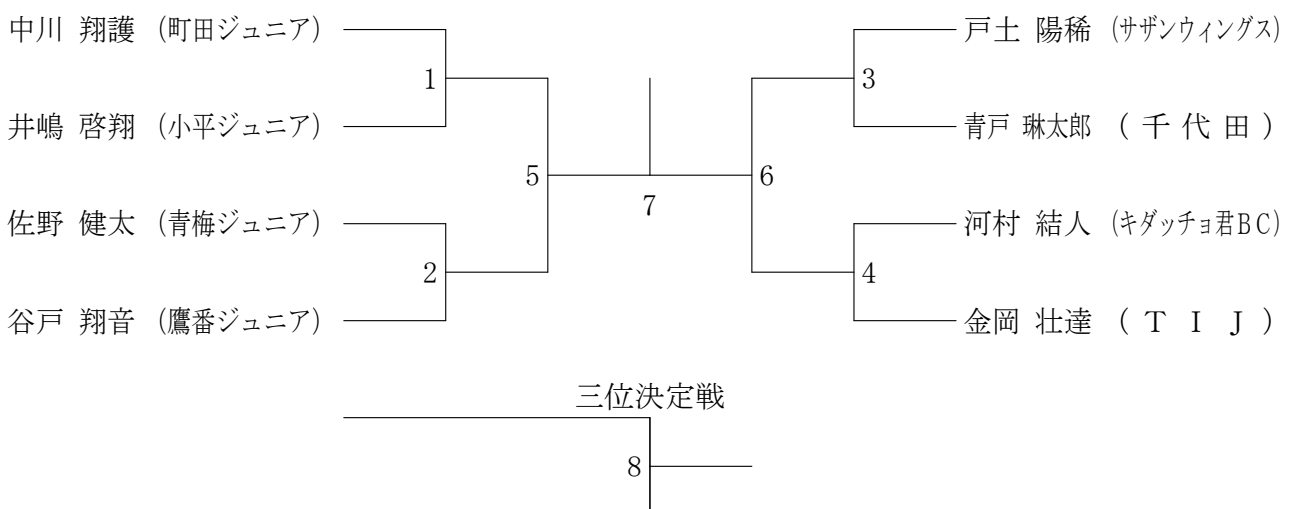 中川 翔護 (町田ジュニア)
1
井嶋 啓翔 (小平ジュニア)
5
佐野 健太 (青梅ジュニア)
2
谷戸 翔音 (鷹番ジュニア)
7
戸土 陽稀 (サザンウィングス)
3
青戸 琳太郎 (千代田)
6
河村 結人 (キダッチョ君BC)
4
金岡 壮達 (TIJ)
三位決定戦
8